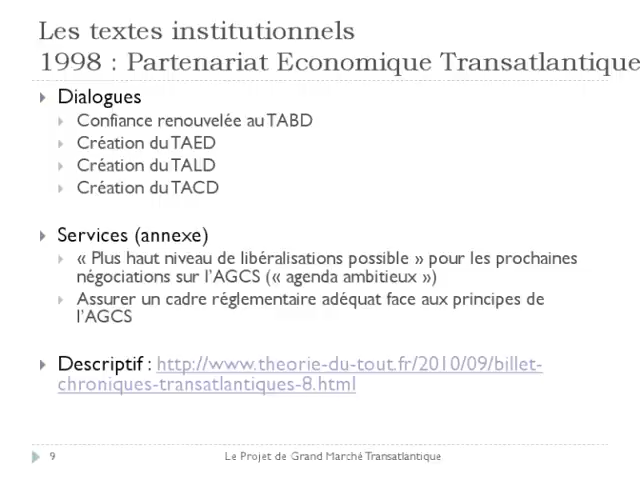 Les textes institutionnels
1998 : Partenariat Economique Transatlantique
Dialogues
Confiance renouvelée au TABD
Création du TAED
Création du TALD
Création du TACD
Services (annexe)
« Plus haut niveau de libéralisations possible » pour les prochaines
négociations sur l'AGCS (« agenda ambitieux »)
Assurer un cadre réglementaire adéquat face aux principes de
l'AGCS
Descriptif : http://www.theorie-du-tout.fr/2010/09/billet-
chroniques-transatlantiques-8.html
9 Le Projet de Grand Marché Transatlantique